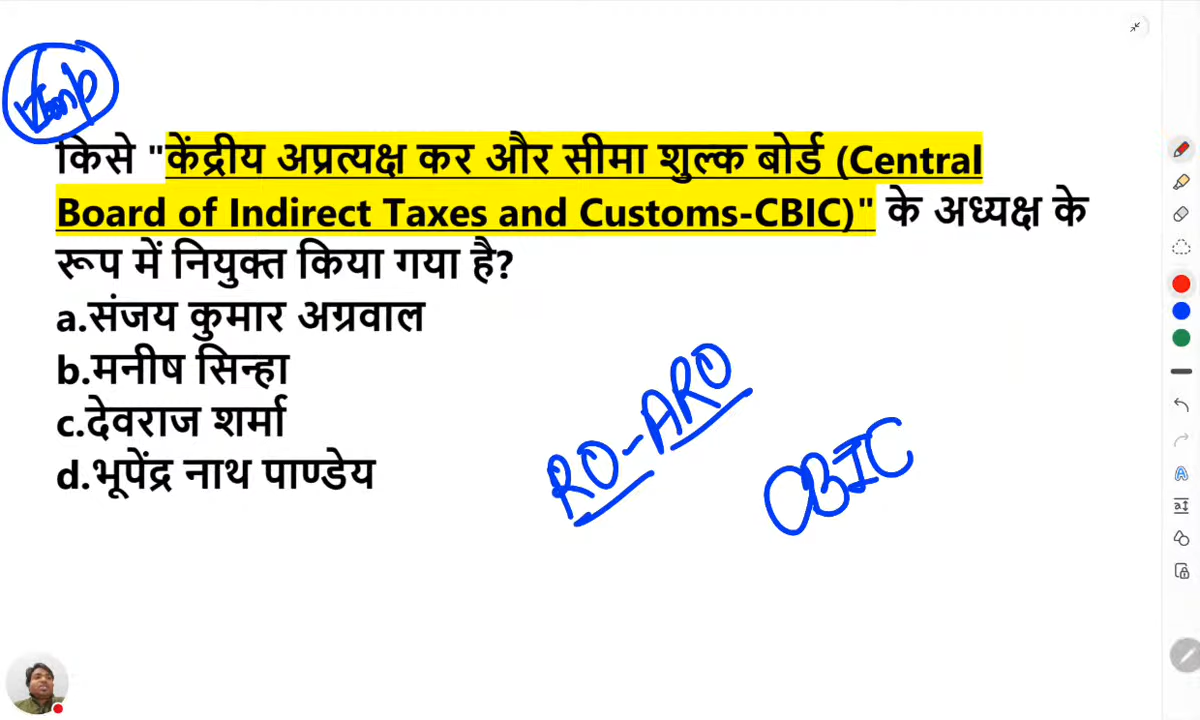 किसे "केंद्रीय अप्रत्यक्ष कर और सीमा शुल्क बोर्ड (Central
Board of Indirect Taxes and Customs-CBIC)" के अध्यक्ष के
रूप में नियुक्त किया गया है?
a.संजय कुमार अग्रवाल
b.मनीष सिन्हा
c.देवराज शर्मा
d.भूपेंद्र नाथ पाण्डेय
RO-ARO
CBIC